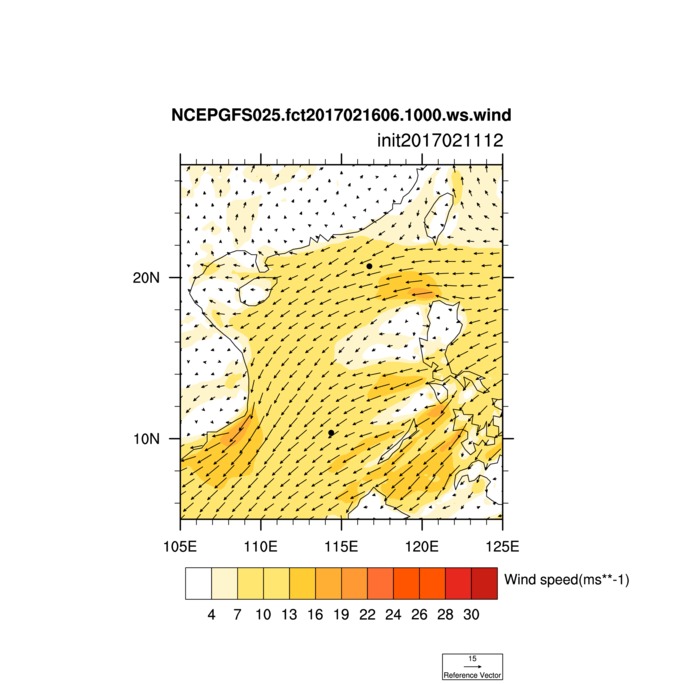 NCEPGFS025.fct2017021606.1000.ws.wind
init2017021112
20N
10N
105E 110E 115E 120E 125E
Wind speed(ms**-1)
4 7 10 13 16 19 22 24 26 28 30
15
Reference Vector